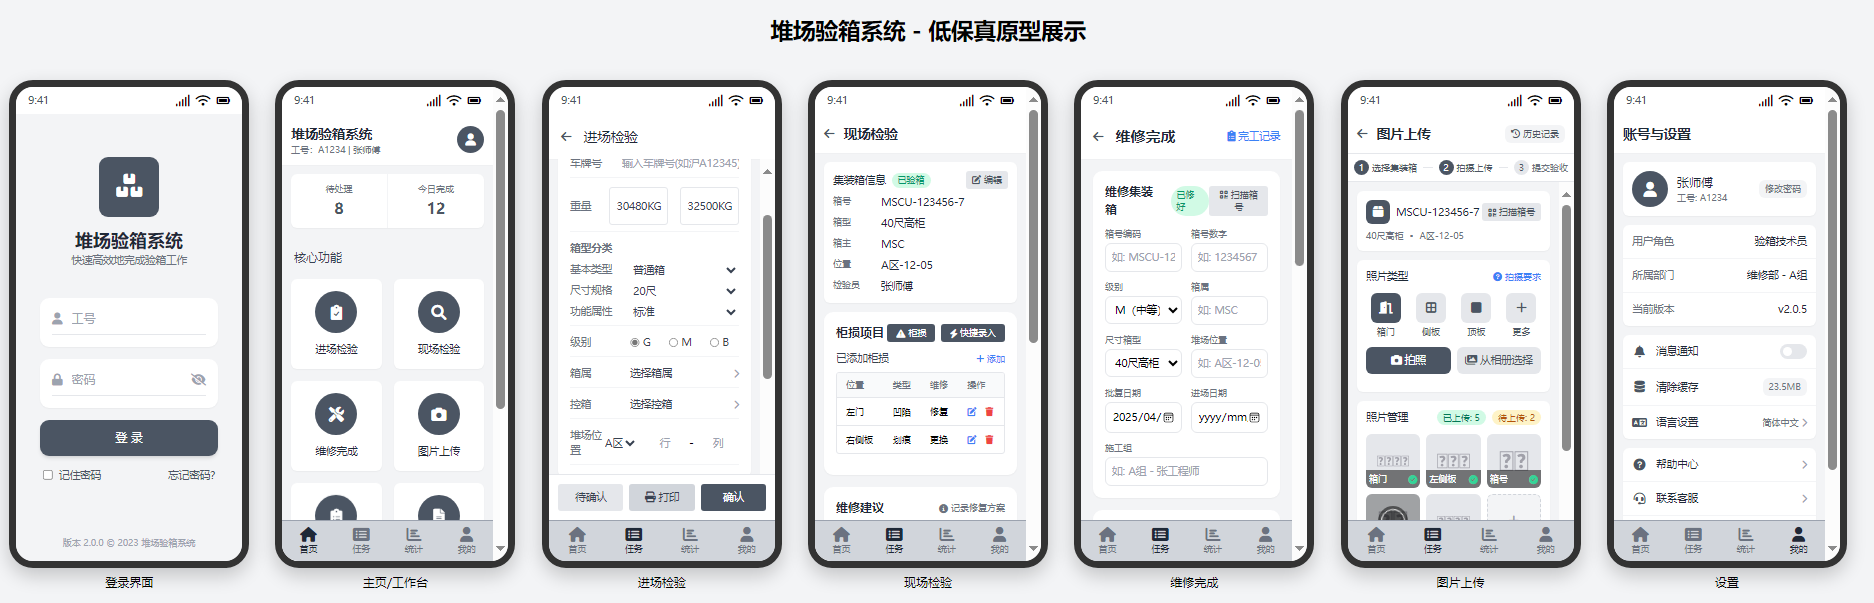 堆场验箱系统 - 低保真原型展示
9:41
堆场验箱系统
快速高效地完成验箱工作
工号
密码
登 录
记住密码 忘记密码?
版本 2.0.0 © 2023 堆场验箱系统
登录界面
9:41
堆场验箱系统
工号: A1234 | 张师傅
待处理 今日完成
8 12
核心功能
进场检验 现场检验
维修完成 图片上传
首页 任务 统计 我的
主页/工作台
9:41
进场检验
车牌号 输入车牌号(如沪A12345)
重量 30480KG 32500KG
箱型分类
基本类型 普通箱
尺寸规格 20尺
功能属性 标准
级别 G M B
箱属 选择箱属
控箱 选择控箱
堆场位置 A区 行 - 列
待确认 打印 确认
首页 任务 统计 我的
进场检验
9:41
现场检验
集装箱信息 已验箱 编辑
箱号 MSCU-123456-7
箱型 40尺高柜
箱主 MSC
位置 A区-12-05
检验员 张师傅
柜损项目 柜损 快捷录入
已添加柜损 + 添加
位置 类型 维修 操作
左门 凹陷 修复
右侧板 划痕 更换
维修建议 记录修复方案
首页 任务 统计 我的
现场检验
9:41
维修完成 完工记录
维修集装箱 已修好 扫描箱号
箱号编码 箱号数字
如: MSCU-12 如: 1234567
级别 箱属
M（中等） 如: MSC
尺寸箱型 堆场位置
40尺高柜 如: A区-12-0
批复日期 进场日期
2025/04/ yyyy/mm
施工组
如: A组 - 张工程师
首页 任务 统计 我的
维修完成
9:41
图片上传 历史记录
1 选择集装箱 2 拍摄上传 3 提交验收
MSCU-123456-7 扫描箱号
40尺高柜 • A区-12-05
照片类型 拍摄要求
箱门 侧板 顶板 更多
拍照 从相册选择
照片管理 已上传: 5 待上传: 2
箱门 左侧板 箱号
首页 任务 统计 我的
图片上传
9:41
账号与设置
张师傅 修改密码
工号: A1234
用户角色 验箱技术员
所属部门 维修部 - A组
当前版本 v2.0.5
消息通知
清除缓存 23.5MB
语言设置 简体中文
帮助中心
联系客服
首页 任务 统计 我的
设置